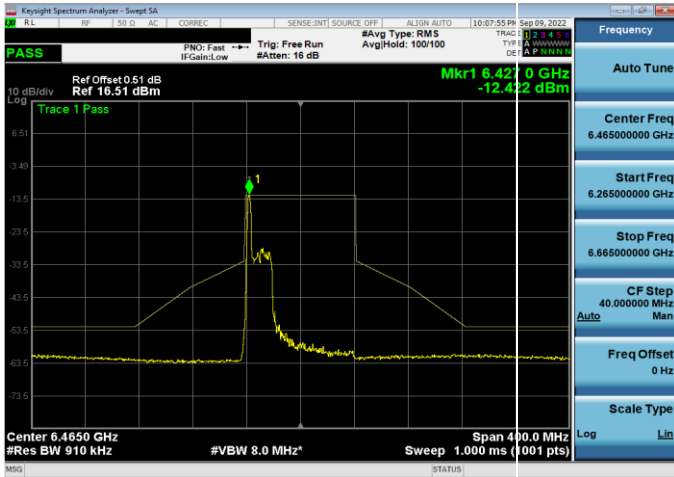 Keysight Spectrum Analyzer - Swept SA
RL RF 50 Ω AC CORREC SENSE:INT SOURCE OFF ALIGN AUTO 10:07:55 PM Sep 09, 2022
#Avg Type: RMS
Avg|Hold: 100/100
TRACE 1 2 3 4 5 6
TYPE A WWWWW
DET A P N N N N
PASS
PNO: Fast
IFGain:Low
Trig: Free Run
#Atten: 16 dB
Mkr1 6.427 0 GHz
-12.422 dBm
Ref Offset 0.51 dB
Ref 16.51 dBm
10 dB/div
Log
Trace 1 Pass
1
6.51
-3.49
-13.5
-23.5
-33.5
-43.5
-53.5
-63.5
-73.5
Center 6.4650 GHz
#Res BW 910 kHz
#VBW 8.0 MHz*
Span 400.0 MHz
Sweep 1.000 ms (1001 pts)
MSG
STATUS
Frequency
Auto Tune
Center Freq
6.465000000 GHz
Start Freq
6.265000000 GHz
Stop Freq
6.665000000 GHz
CF Step
40.000000 MHz
Auto Man
Freq Offset
0 Hz
Scale Type
Log Lin